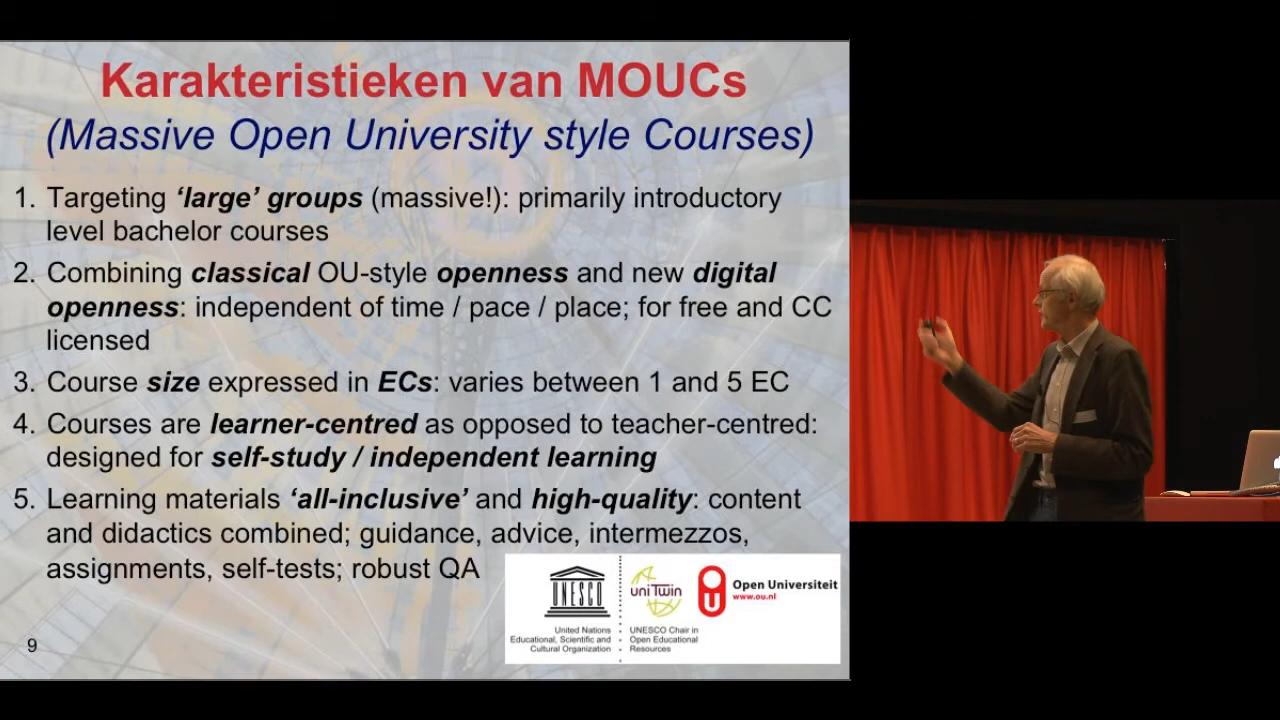 Karakteristieken van MOUCs
(Massive Open University style Courses)
1. Targeting ‘large’ groups (massive!): primarily introductory
level bachelor courses
2. Combining classical OU-style openness and new digital
openness: independent of time / pace / place; for free and CC
licensed
3. Course size expressed in ECs: varies between 1 and 5 EC
4. Courses are learner-centred as opposed to teacher-centred:
designed for self-study / independent learning
5. Learning materials ‘all-inclusive’ and high-quality: content
and didactics combined; guidance, advice, intermezzos,
assignments, self-tests; robust QA
UNESCO
uniTwin
Open Universiteit
www.ou.nl
United Nations
Educational, Scientific and
Cultural Organization
UNESCO Chair in
Open Educational
Resources
9